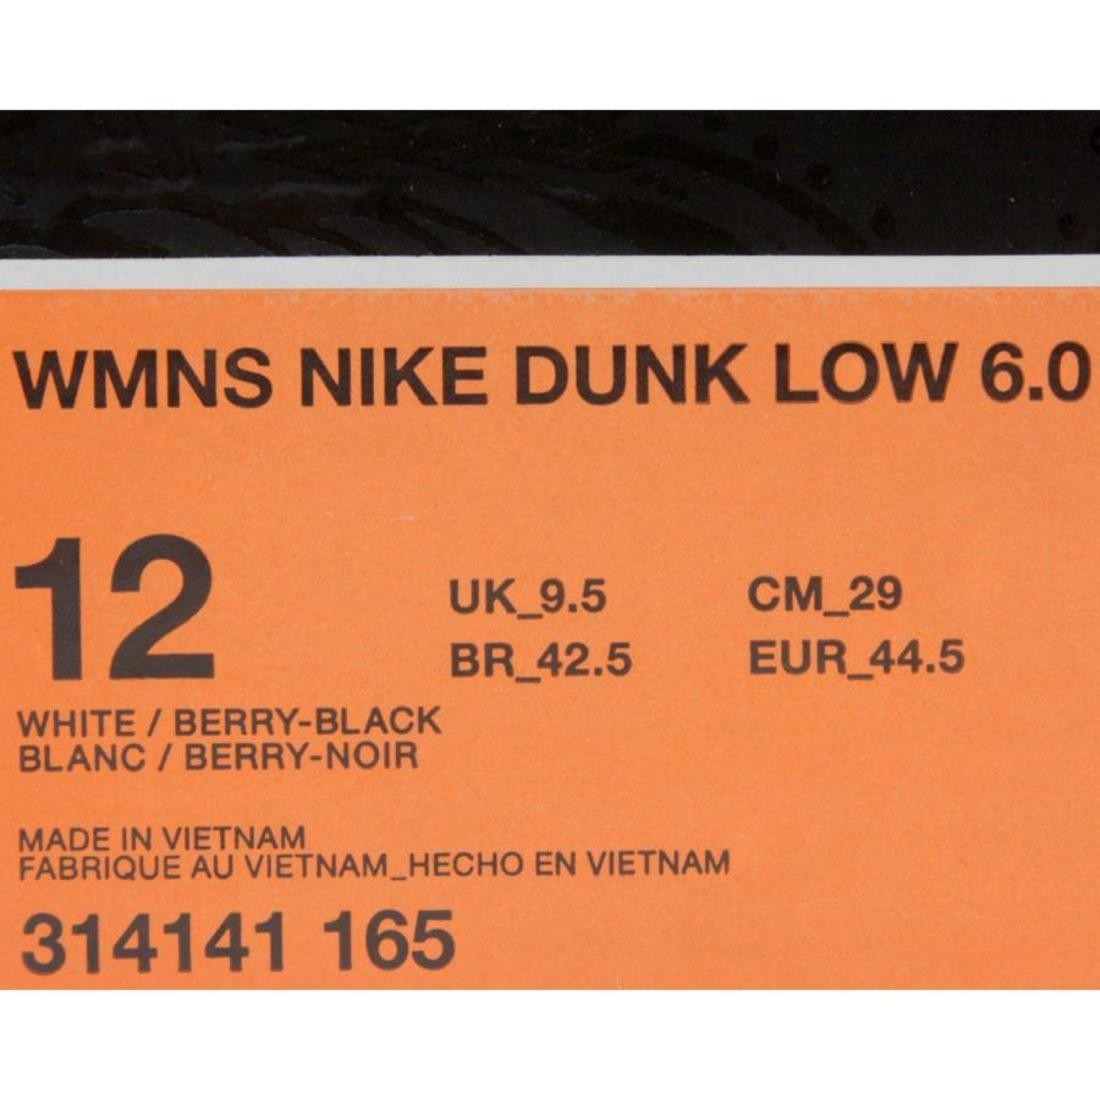 WMNS NIKE DUNK LOW 6.0
12
UK_9.5 CM_29
BR_42.5 EUR_44.5
WHITE / BERRY-BLACK
BLANC / BERRY-NOIR
MADE IN VIETNAM
FABRIQUE AU VIETNAM_HECHO EN VIETNAM
314141 165